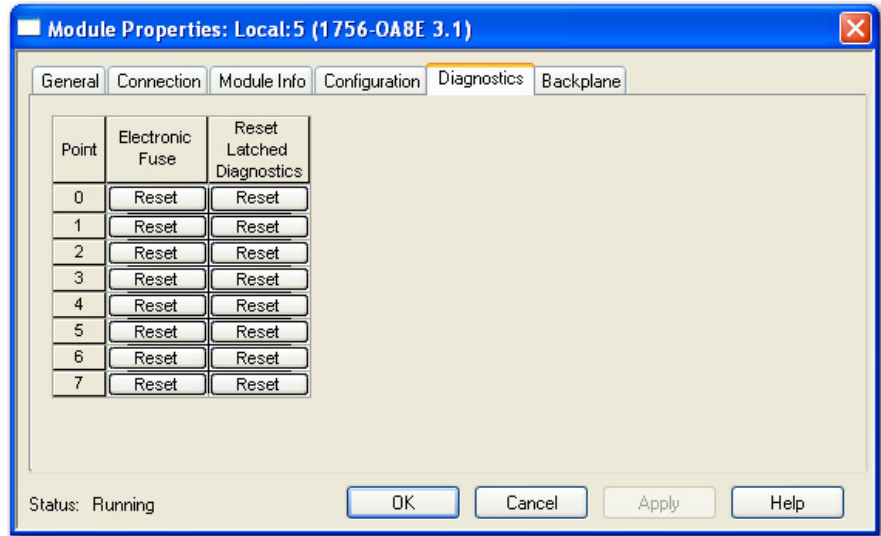 Module Properties: Local:5 (1756-OA8E 3.1)
General Connection Module Info Configuration Diagnostics Backplane
Point Electronic Fuse Reset Latched Diagnostics
0 Reset Reset
1 Reset Reset
2 Reset Reset
3 Reset Reset
4 Reset Reset
5 Reset Reset
6 Reset Reset
7 Reset Reset
Status: Running OK Cancel Apply Help